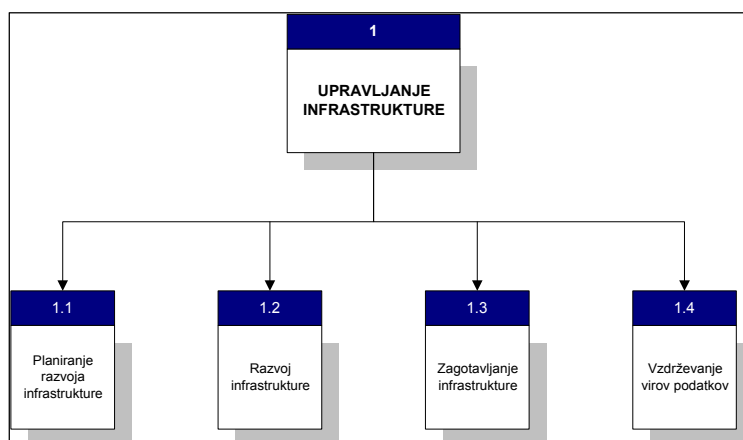 1
UPRAVLJANJE
INFRASTRUKTURE
1.1
Planiranje
razvoja
infrastrukture
1.2
Razvoj
infrastrukture
1.3
Zagotavljanje
infrastrukture
1.4
Vzdrževanje
virov podatkov